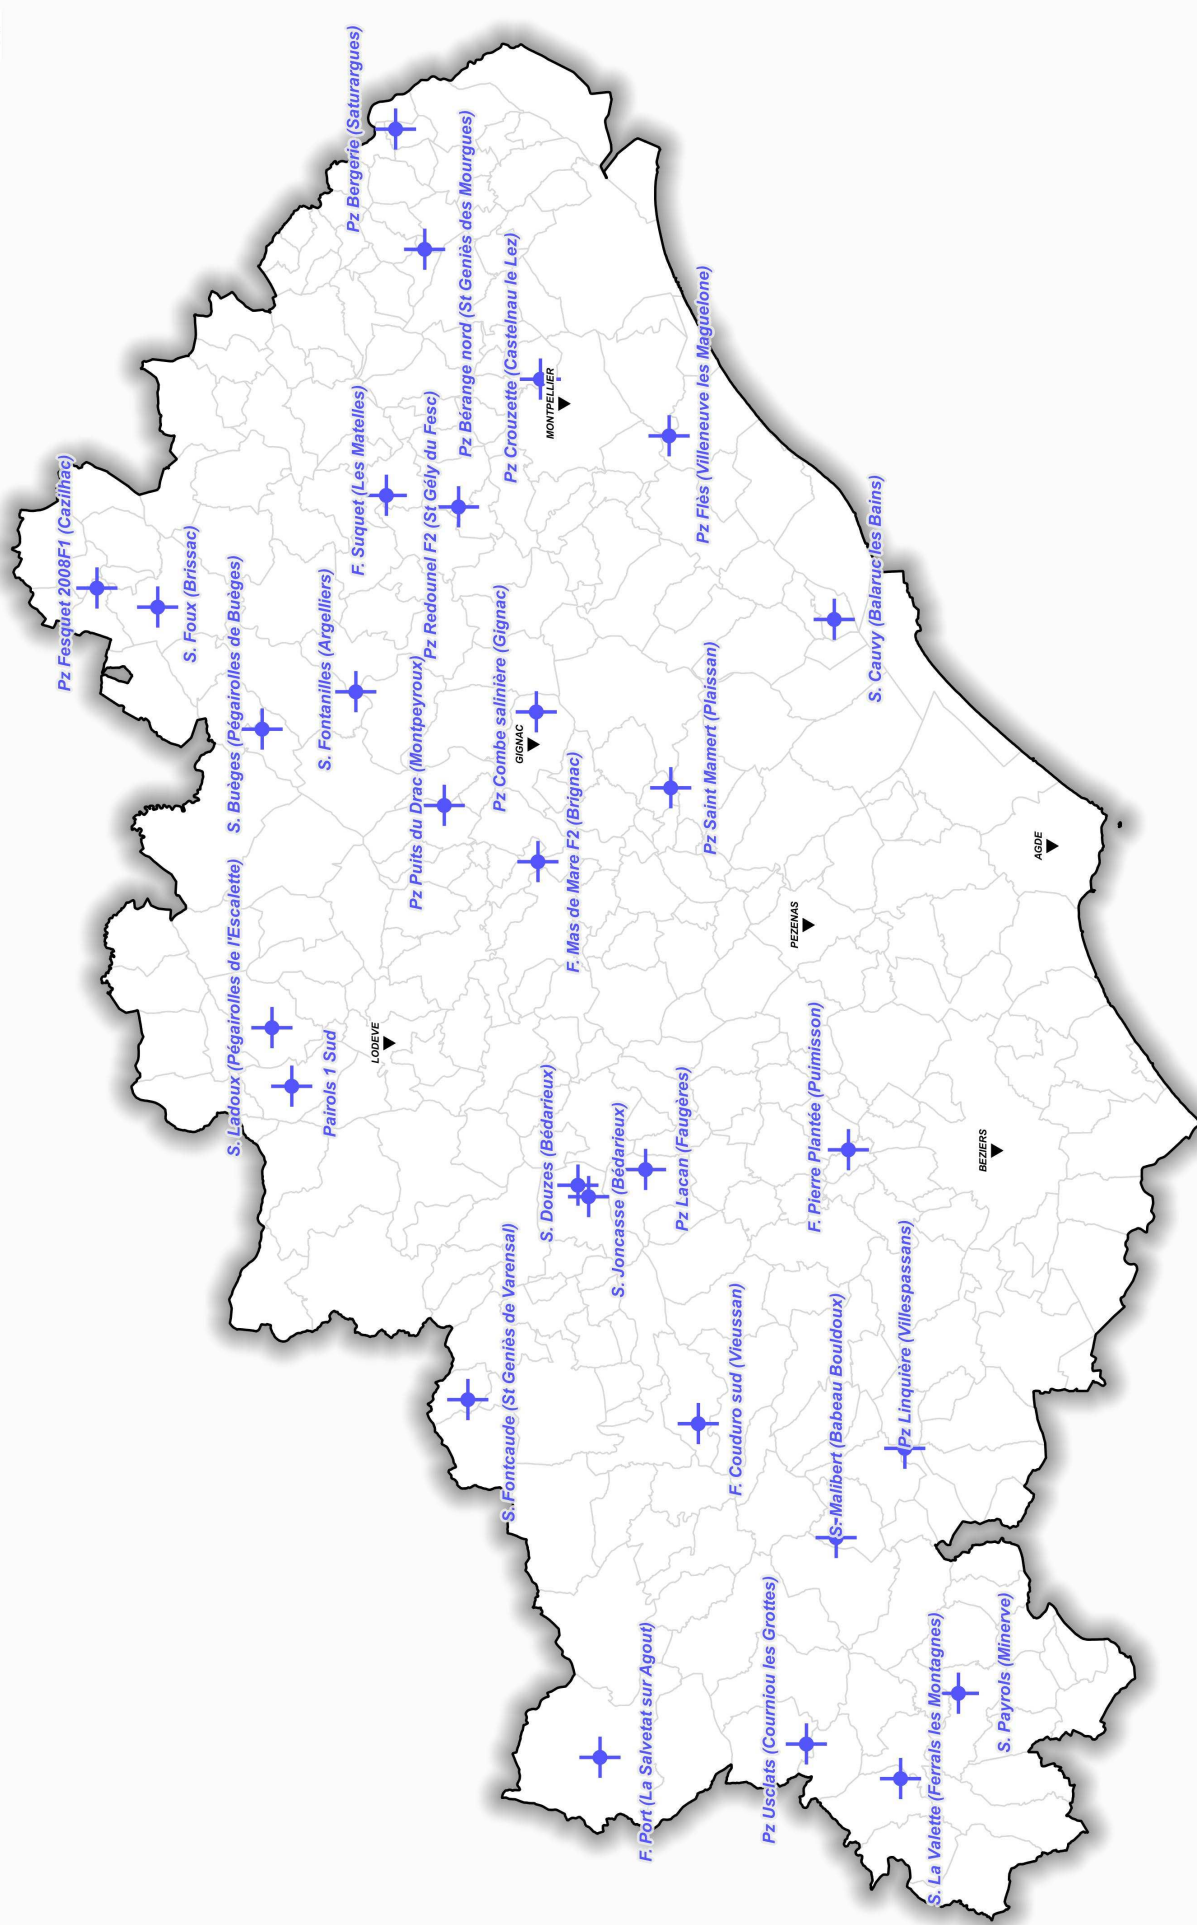 Pz Fesquet 2008F1 (Cazilhac)
S. Foux (Brissac)
S. Buèges (Pégairolles de Buèges)
S. Ladoux (Pégairolles de l'Escalette)
Pairols 1 Sud
S. Fontanilles (Argelliers)
Pz Bergerie (Saturargues)
F. Suquet (Les Matelles)
LODEVE
Pz Puits du Drac (Montpeyroux)
Pz Redounel F2 (St Gély du Fesc)
Pz Bérange nord (St Geniès des Mourgues)
Pz Combe salinière (Gignac)
S. Fontcaude (St Geniès de Varensal)
Pz Crouzette (Castelnau le Lez)
GIGNAC
S. Douzes (Bédarieux)
MONTPELLIER
F. Mas de Mare F2 (Brignac)
S. Joncasse (Bédarieux)
F. Port (La Salvetat sur Agout)
Pz Lacan (Faugères)
Pz Flès (Villeneuve les Maguelone)
Pz Saint Mamert (Plaissan)
F. Couduro sud (Vieussan)
Pz Usclats (Courniou les Grottes)
PEZENAS
F. Pierre Plantée (Puimisson)
S. Malibert (Babeau Bouldoux)
S. Cauvy (Balaruc les Bains)
Pz Linquière (Villespassans)
S. La Valette (Ferrals les Montagnes)
BEZIERS
S. Payrols (Minerve)
AGDE